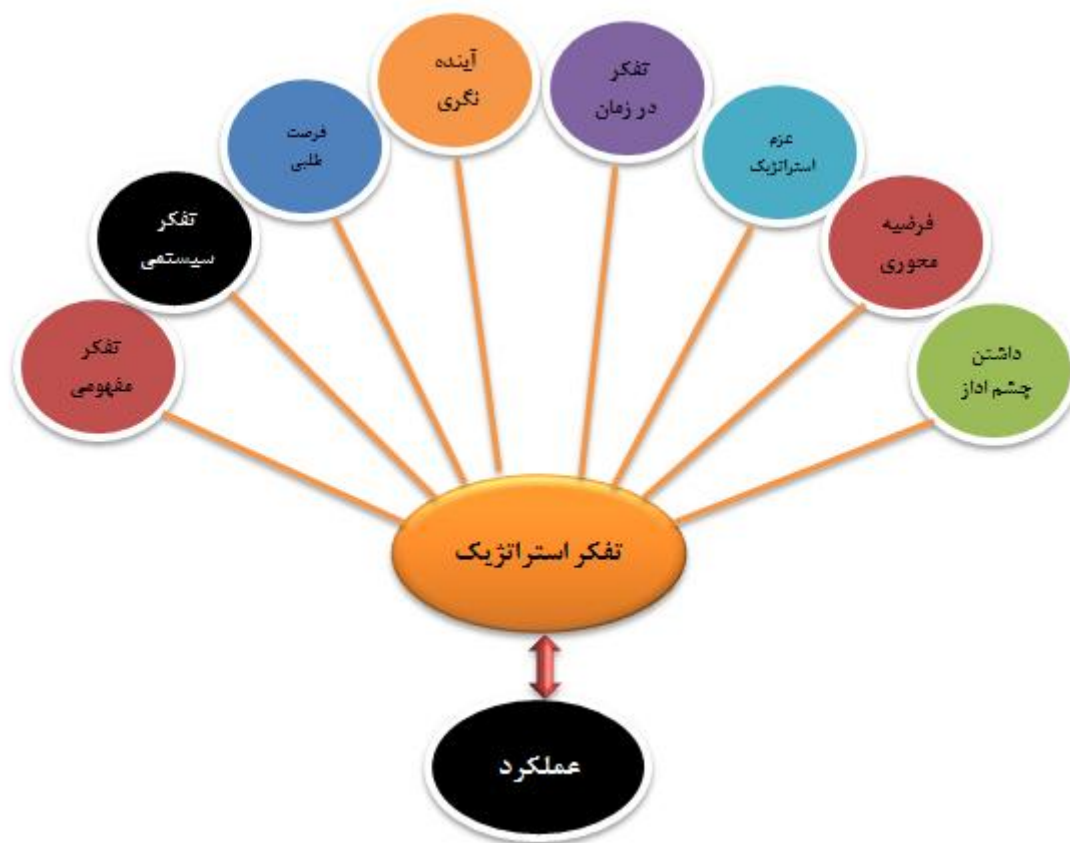 آینده
نگری
تفکر
در زمان
فرصت
طلبی
عزم
استراتژیک
تفکر
سیستمی
فرضیه
محوری
تفکر
مفهومی
داشتن
چشم اداز
تفکر استراتژیک
عملکرد